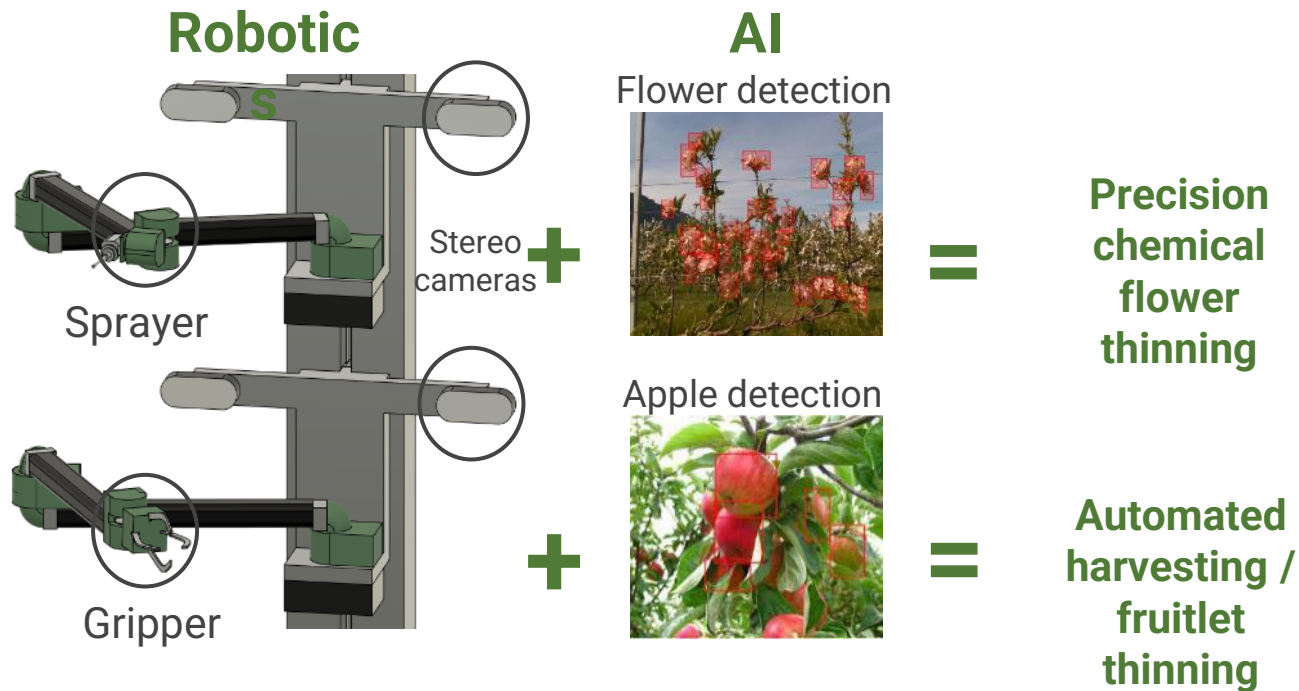 Robotic
s
AI
Flower detection
Stereo
cameras
+
=
Sprayer
Precision
chemical
flower
thinning
Apple detection
+
=
Gripper
Automated
harvesting /
fruitlet
thinning